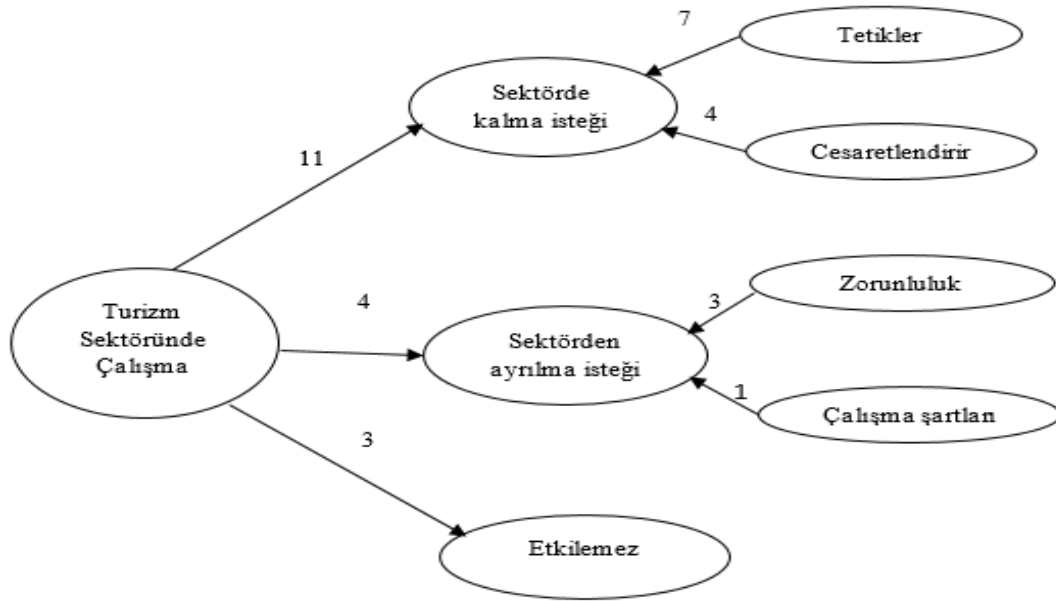 7
Tetikler
Sektörde
kalma isteği
4
Cesaretlendirir
11
Turizm
Sektöründe
Çalışma
4
Sektörden
ayrılma isteği
3
Zorunluluk
1
Çalışma şartları
3
Etkilemez